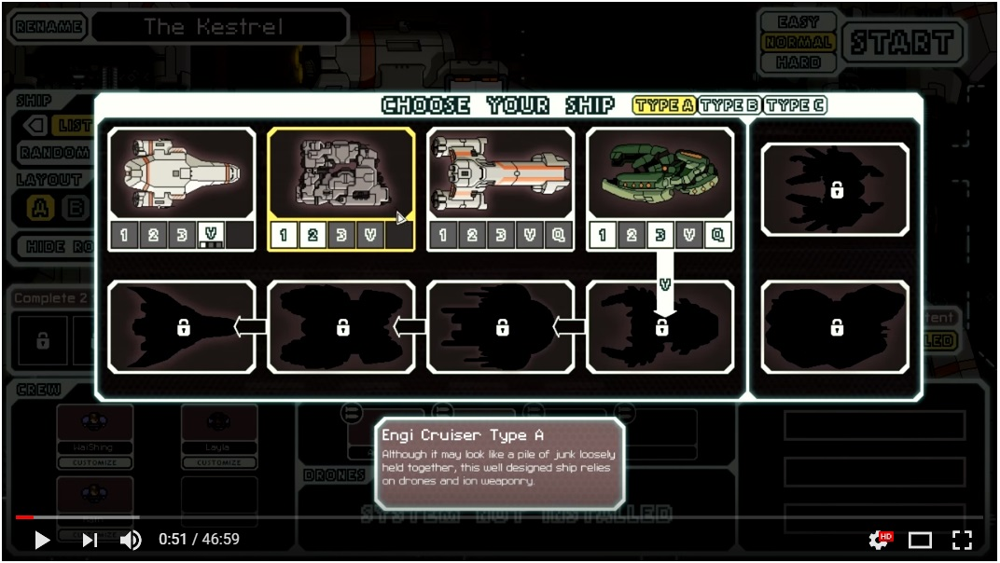 RENAME
The Kestrel
EASY
NORMAL
HARD
START
SHIP
LIST
RANDOM
LAYOUT
A B
HIDE RO
CHOOSE YOUR SHIP TYPE A TYPE B TYPE C
1 2 3 V
1 2 3 V
1 2 3 V Q
1 2 3 V Q
V
Complete 2
tent
LED
CREW
WaiShing
Layla
CUSTOMIZE
CUSTOMIZE
Engi Cruiser Type A
Although it may look like a pile of junk loosely
held together, this well designed ship relies
on drones and ion weaponry.
DRONES
SYSTEM NOT INSTALLED
0:51 / 46:59
HD